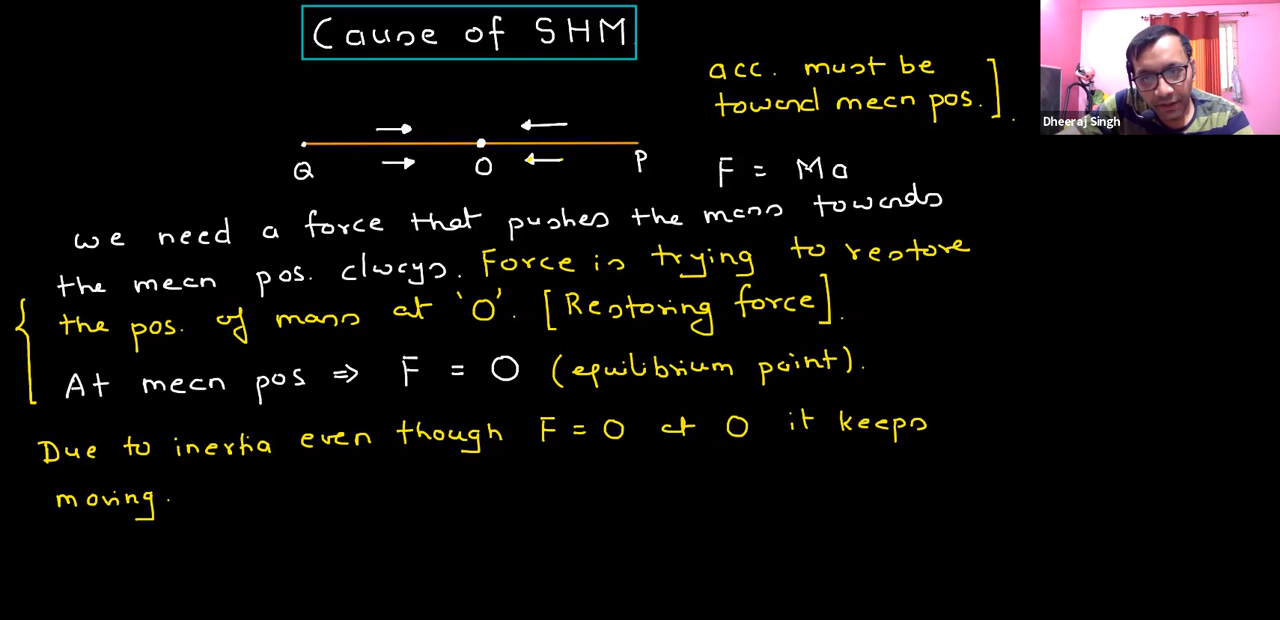 Cause of SHM
acc. must be
toward mean pos. ] .
Q O P
F = Ma
we need a force that pushes the mass towards
the mean pos. always. Force is trying to restore
the pos. of mass at 'O'. [Restoring force].
At mean pos ⇒ F = O (equilibrium point).
Due to inertia even though F = O at O it keeps
moving.
Dheeraj Singh